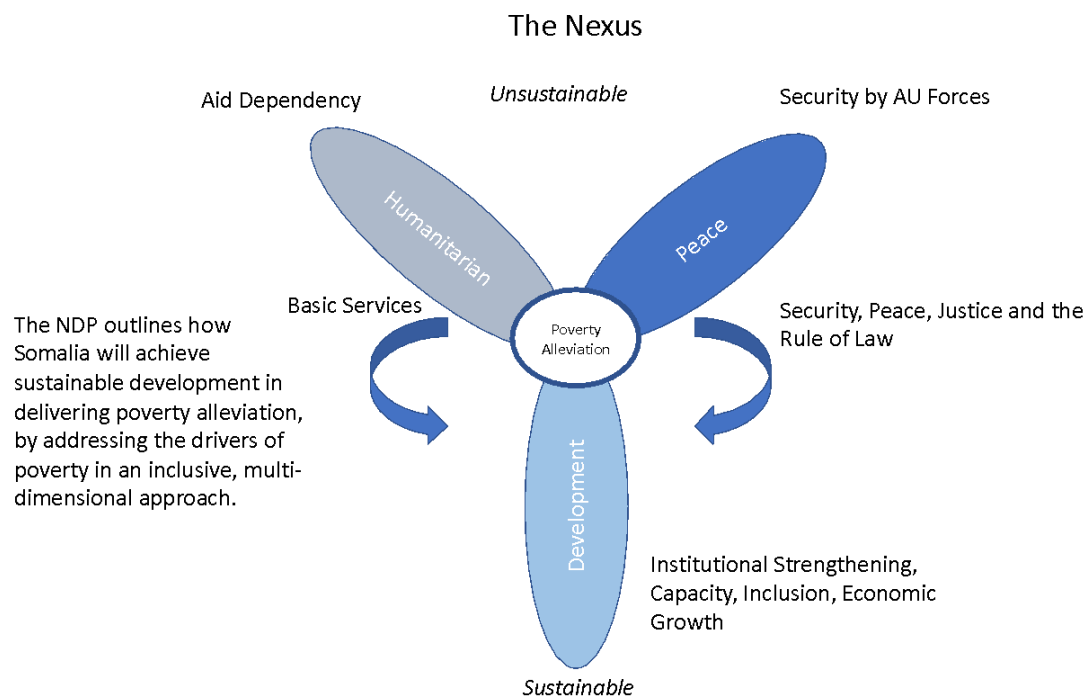 The Nexus
Aid Dependency
Unsustainable
Security by AU Forces
Humanitarian
Peace
Basic Services
Poverty
Alleviation
Security, Peace, Justice and the
Rule of Law
The NDP outlines how
Somalia will achieve
sustainable development in
delivering poverty alleviation,
by addressing the drivers of
poverty in an inclusive, multi-
dimensional approach.
Development
Institutional Strengthening,
Capacity, Inclusion, Economic
Growth
Sustainable